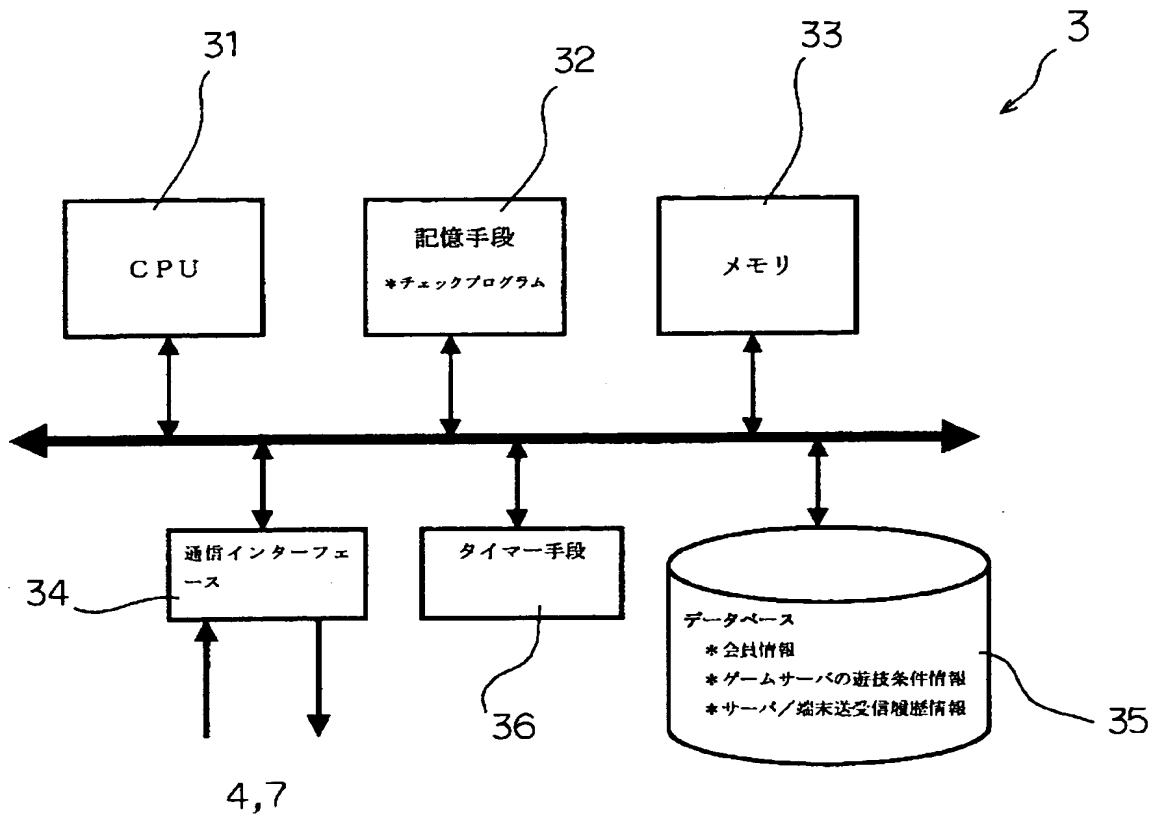 31
32
33
3
CPU
記憶手段
*チェックプログラム
メモリ
通信インターフェ
ース
34
タイマー手段
36
データベース
*会員情報
*ゲームサーバの遊技条件情報
*サーバ/端末送受信履歴情報
35
4,7